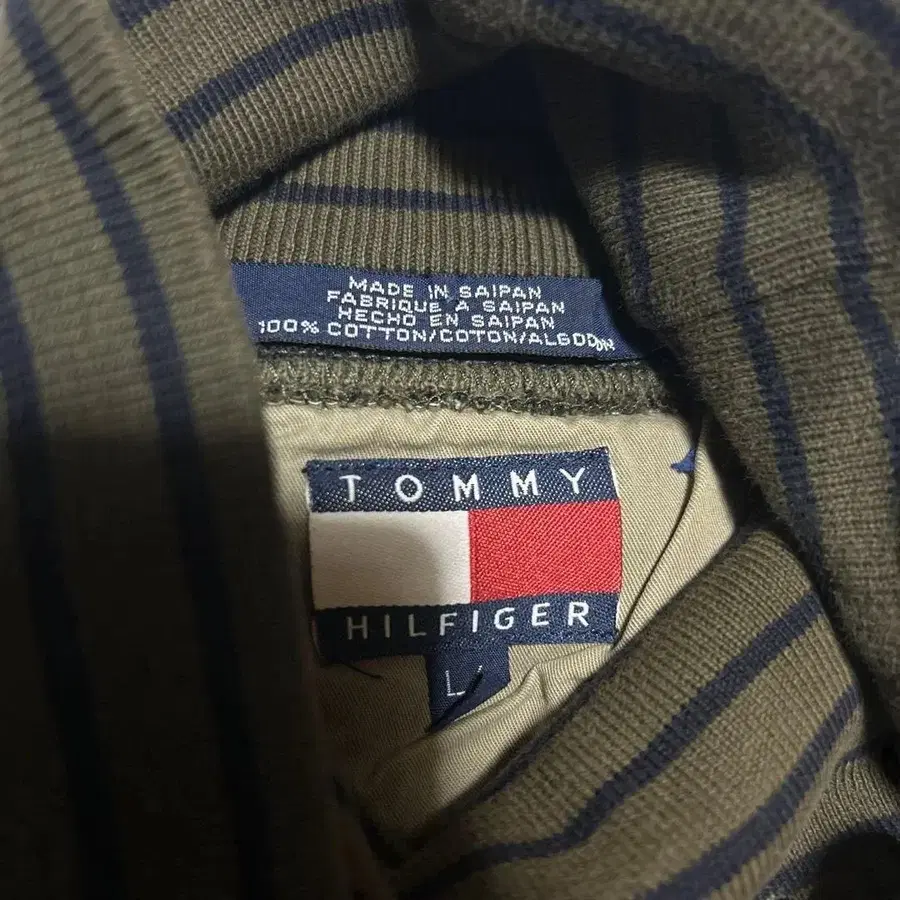 MADE IN SAIPAN
FABRIQUE A SAIPAN
HECHO EN SAIPAN
100% COTTON/COTON/ALGODON
TOMMY
HILFIGER
L